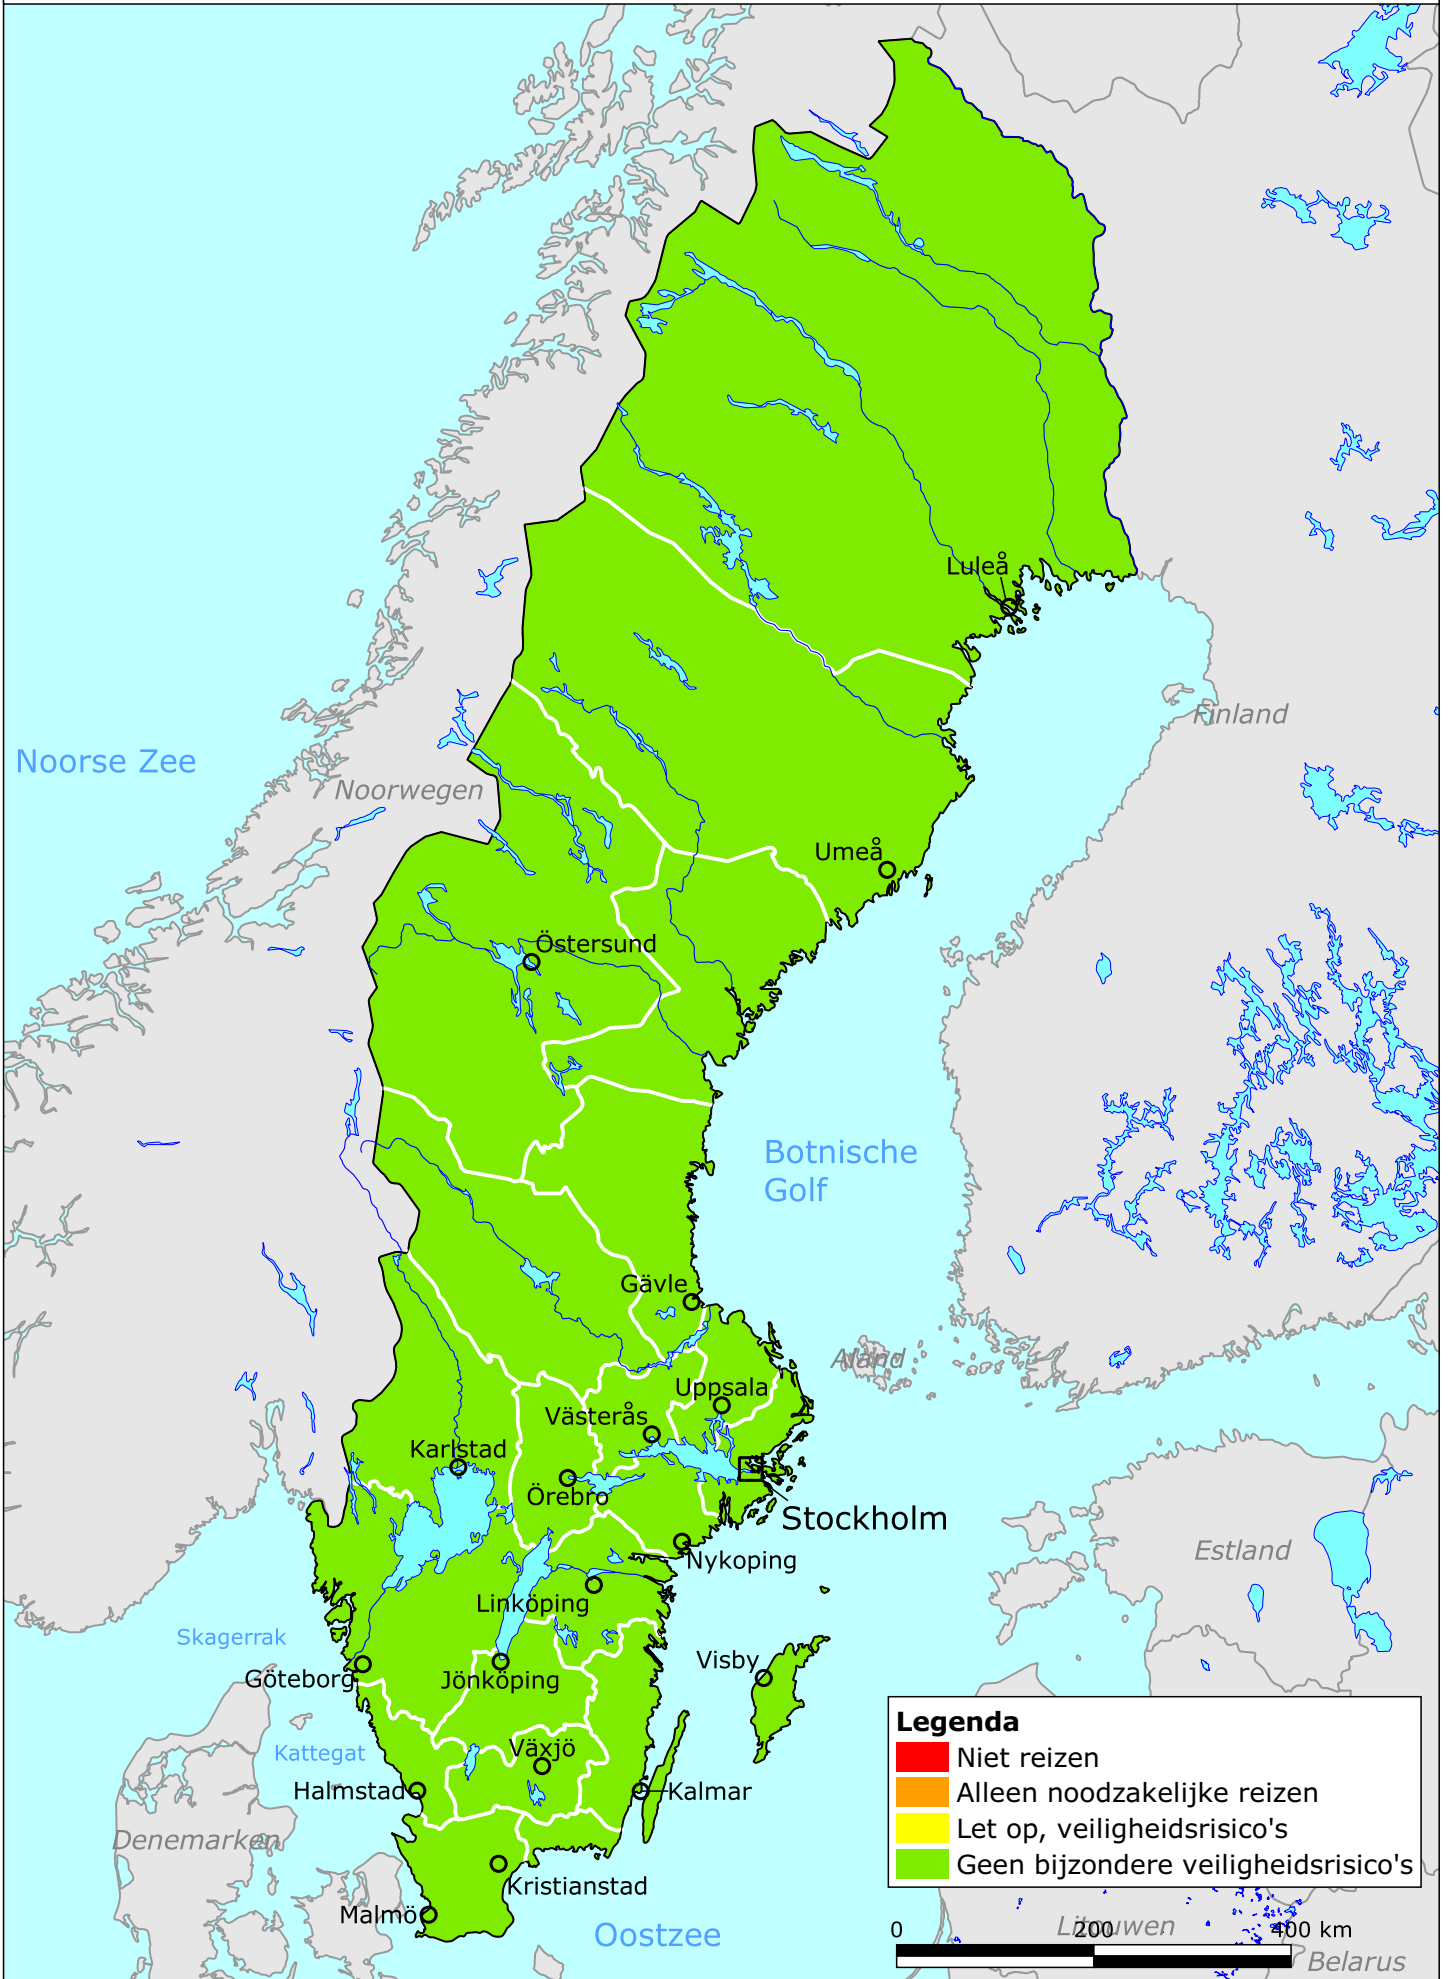 Luleå
Finland
Noorse Zee
Noorwegen
Umeå
Östersund
Botnische
Golf
Gävle
Åland
Uppsala
Västerås
Karlstad
Örebro
Stockholm
Nykoping
Estland
Linköping
Skagerrak
Visby
Göteborg
Jönköping
Kattegat
Växjö
Halmstad
Kalmar
Denemarken
Kristianstad
Malmö
Oostzee
Legenda
Niet reizen
Alleen noodzakelijke reizen
Let op, veiligheidsrisico's
Geen bijzondere veiligheidsrisico's
Litouwen
0 200 400 km
Belarus